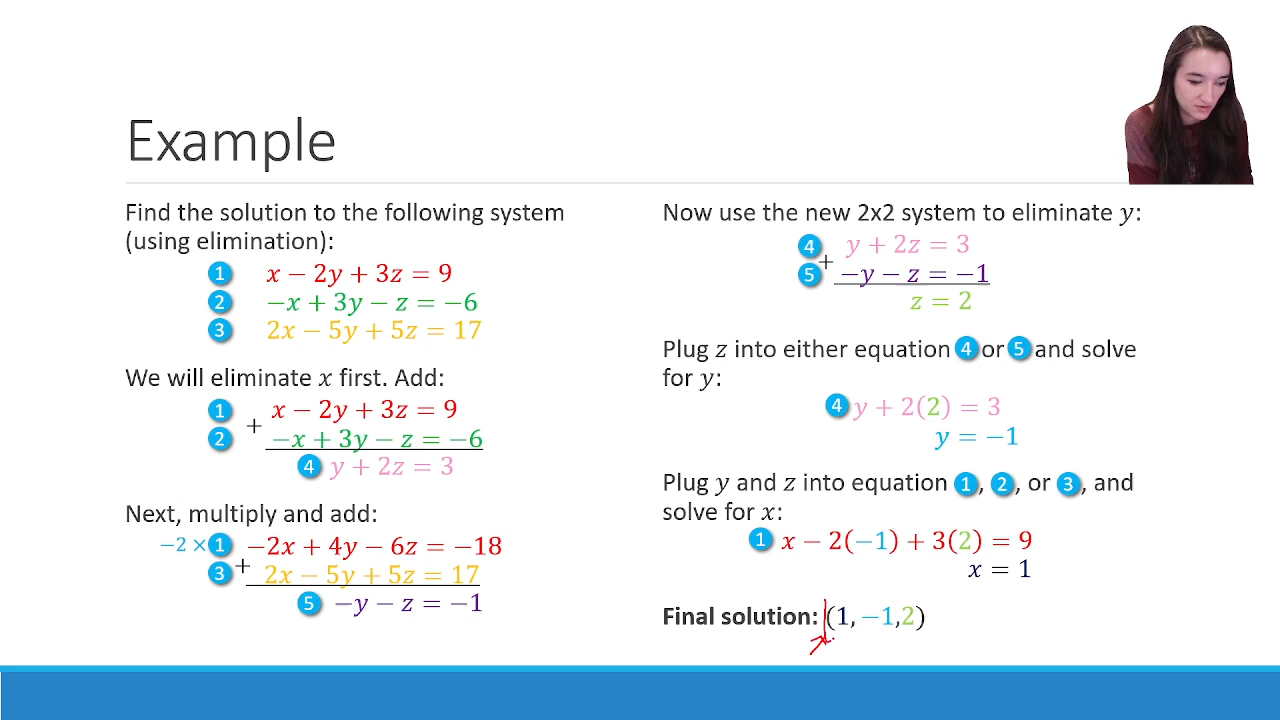 Example
Find the solution to the following system
(using elimination):
1 x − 2y + 3z = 9
2 −x + 3y − z = −6
3 2x − 5y + 5z = 17
We will eliminate x first. Add:
1 x − 2y + 3z = 9
+
2 −x + 3y − z = −6
4 y + 2z = 3
Next, multiply and add:
−2 × 1 −2x + 4y − 6z = −18
+
3 2x − 5y + 5z = 17
5 −y − z = −1
Now use the new 2x2 system to eliminate y:
4 y + 2z = 3
+
5 −y − z = −1
z = 2
Plug z into either equation 4 or 5 and solve
for y:
4 y + 2(2) = 3
y = −1
Plug y and z into equation 1, 2, or 3, and
solve for x:
1 x − 2(−1) + 3(2) = 9
x = 1
Final solution: (1, −1,2)